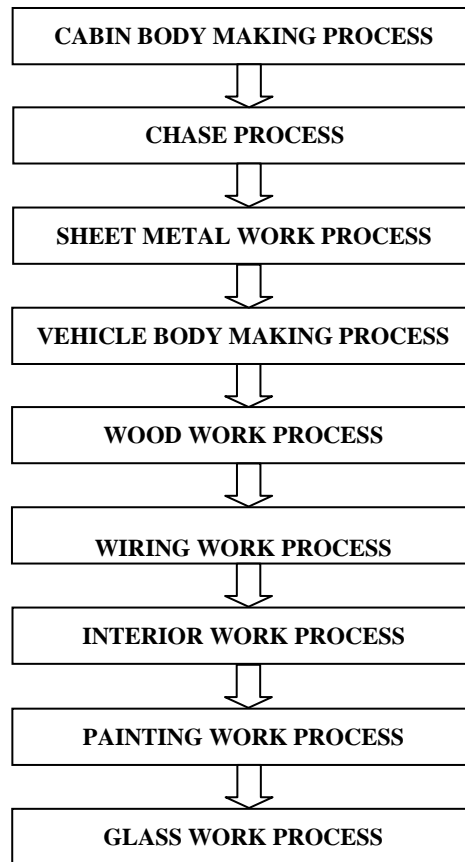 CABIN BODY MAKING PROCESS
CHASE PROCESS
SHEET METAL WORK PROCESS
VEHICLE BODY MAKING PROCESS
WOOD WORK PROCESS
WIRING WORK PROCESS
INTERIOR WORK PROCESS
PAINTING WORK PROCESS
GLASS WORK PROCESS